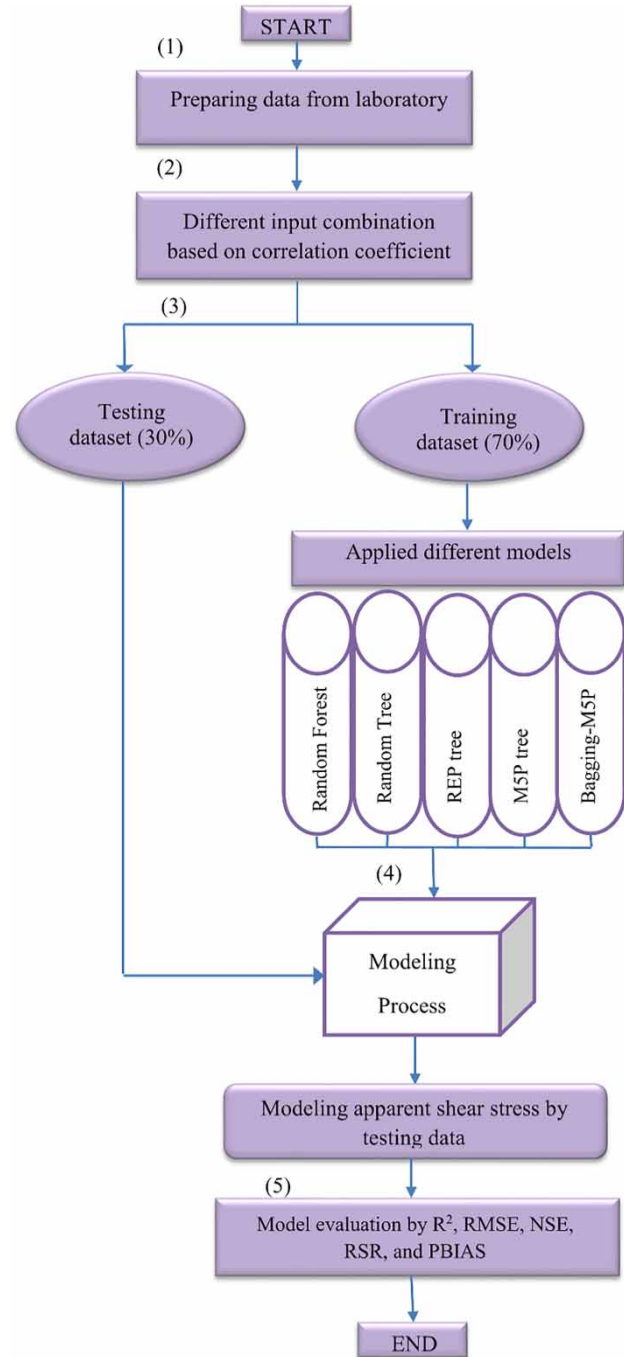 START
(1)
Preparing data from laboratory
(2)
Different input combination
based on correlation coefficient
(3)
Testing
dataset (30%)
Training
dataset (70%)
Applied different models
Random Forest
Random Tree
REP tree
M5P tree
Bagging-M5P
(4)
Modeling
Process
Modeling apparent shear stress by
testing data
(5)
Model evaluation by R², RMSE, NSE,
RSR, and PBIAS
END